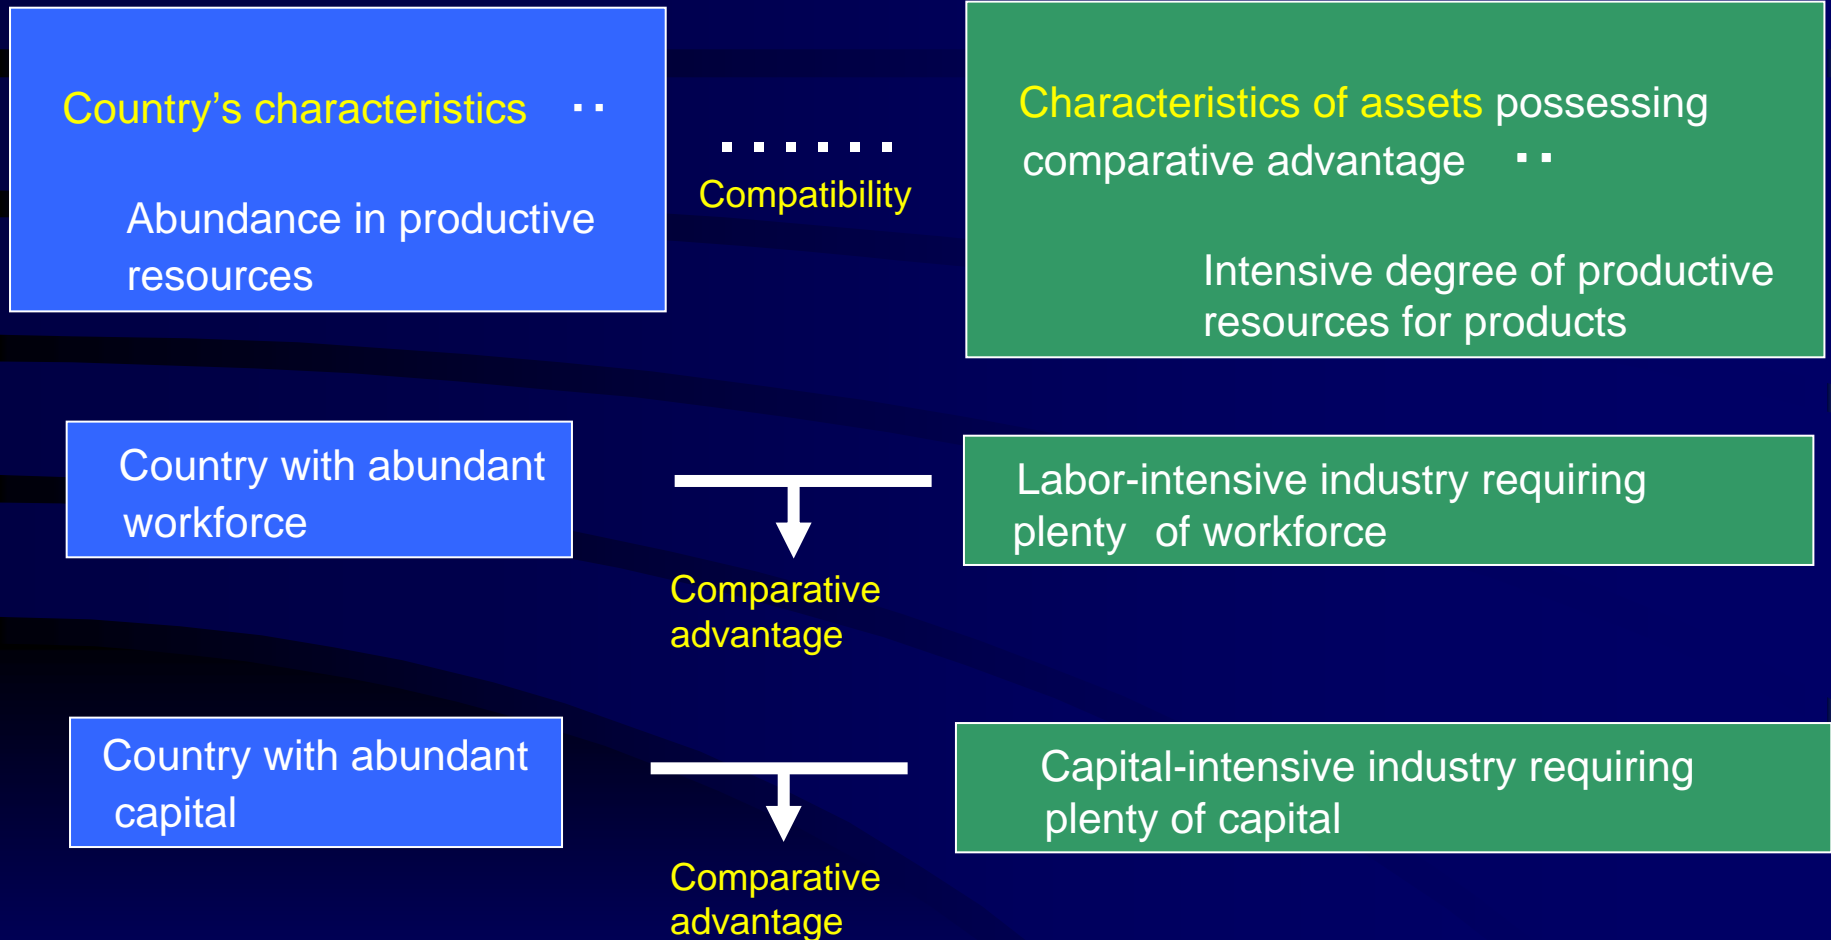 Country’s characteristics ‥
Abundance in productive
resources
‥‥‥
Compatibility
Characteristics of assets possessing
comparative advantage ‥
Intensive degree of productive
resources for products
Country with abundant
workforce
Comparative
advantage
Labor-intensive industry requiring
plenty of workforce
Country with abundant
capital
Comparative
advantage
Capital-intensive industry requiring
plenty of capital